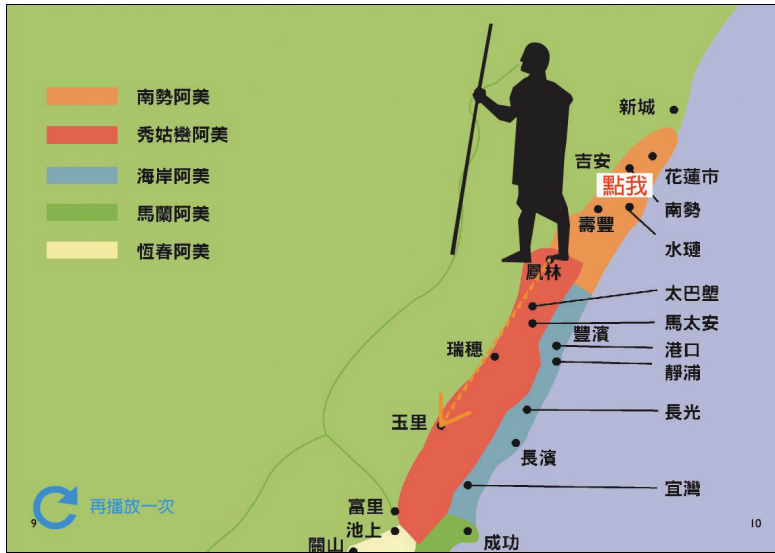 南勢阿美
秀姑巒阿美
海岸阿美
馬蘭阿美
恆春阿美
新城
吉安
花蓮市
點我
南勢
壽豐
水璉
鳳林
太巴塱
馬太安
豐濱
港口
瑞穗
靜浦
長光
玉里
長濱
宜灣
富里
再播放一次
9
池上
成功
10
關山